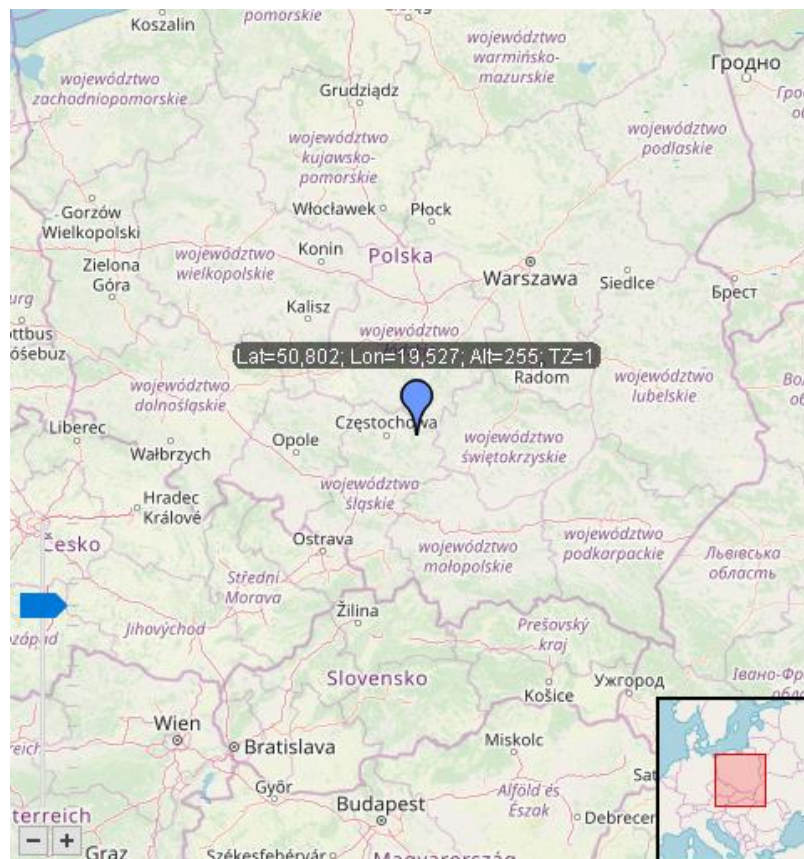 Koszalin
pomorskie
województwo
warmińsko-
mazurskie
Гродно
województwo
zachodniopomorskie
Grudziądz
województwo
kujawsko-
pomorskie
województwo
podlaskie
Gorzów
Wielkopolski
Włocławek
Płock
Zielona
Góra
województwo
wielkopolskie
Konin
Polska
Warszawa
Siedlce
Брест
Kalisz
województwo
Lat=50,802; Lon=19,527; Alt=255; TZ=1
Radom
województwo
dolnośląskie
województwo
lubelskie
Liberec
Wałbrzych
Opole
Częstochowa
województwo
świętokrzyskie
Hradec
Králové
województwo
śląskie
Česko
Ostrava
województwo
małopolskie
województwo
podkarpackie
Львівська
область
Střední
Morava
Jihovýchod
Žilina
Prešovský
kraj
Slovensko
Košice
Ужгород
Wien
Bratislava
Miskolc
Győr
Budapest
Alföld és
Észak
Debrecen
Graz
Székesfehérvár
Magyarország
− +